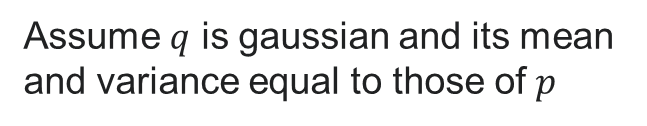 Assume q is gaussian and its mean
and variance equal to those of p